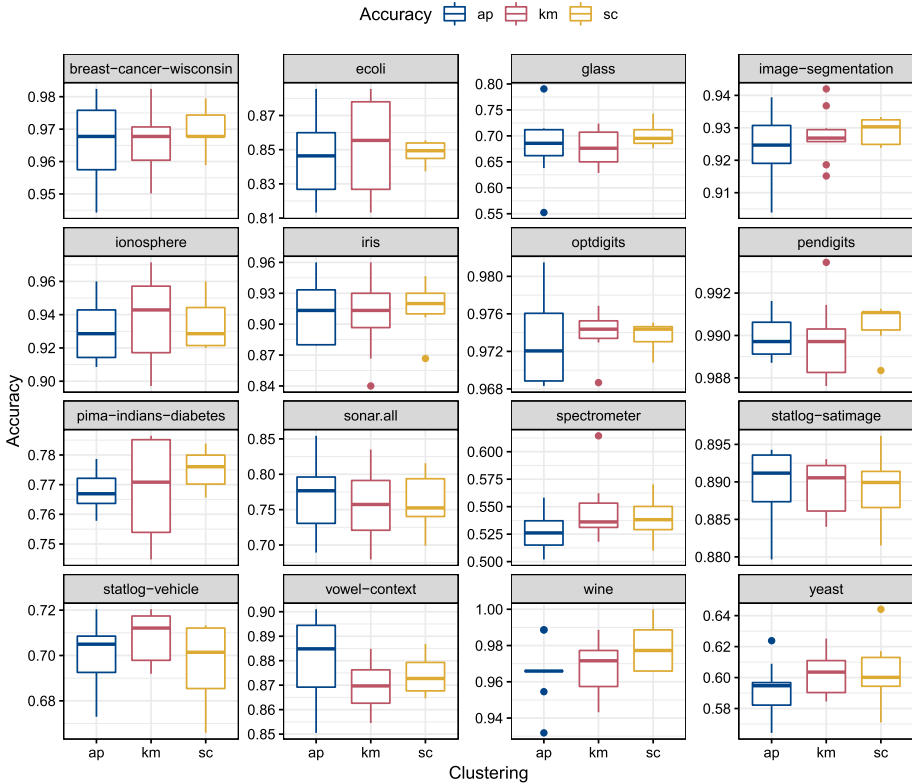 Accuracy ap km sc
breast−cancer−wisconsin ecoli glass image−segmentation
0.98 0.97 0.96 0.95
0.87 0.85 0.83 0.81
0.80 0.75 0.70 0.65 0.60 0.55
0.94 0.93 0.92 0.91
ionosphere iris optdigits pendigits
0.96 0.94 0.92 0.90
0.96 0.93 0.90 0.87 0.84
0.980 0.976 0.972 0.968
0.992 0.990 0.988
pima−indians−diabetes sonar.all spectrometer statlog−satimage
0.78 0.77 0.76 0.75
0.85 0.80 0.75 0.70
0.600 0.575 0.550 0.525 0.500
0.895 0.890 0.885 0.880
statlog−vehicle vowel−context wine yeast
0.72 0.70 0.68
0.90 0.89 0.88 0.87 0.86 0.85
1.00 0.98 0.96 0.94
0.64 0.62 0.60 0.58
ap km sc ap km sc ap km sc ap km sc
Clustering
Accuracy